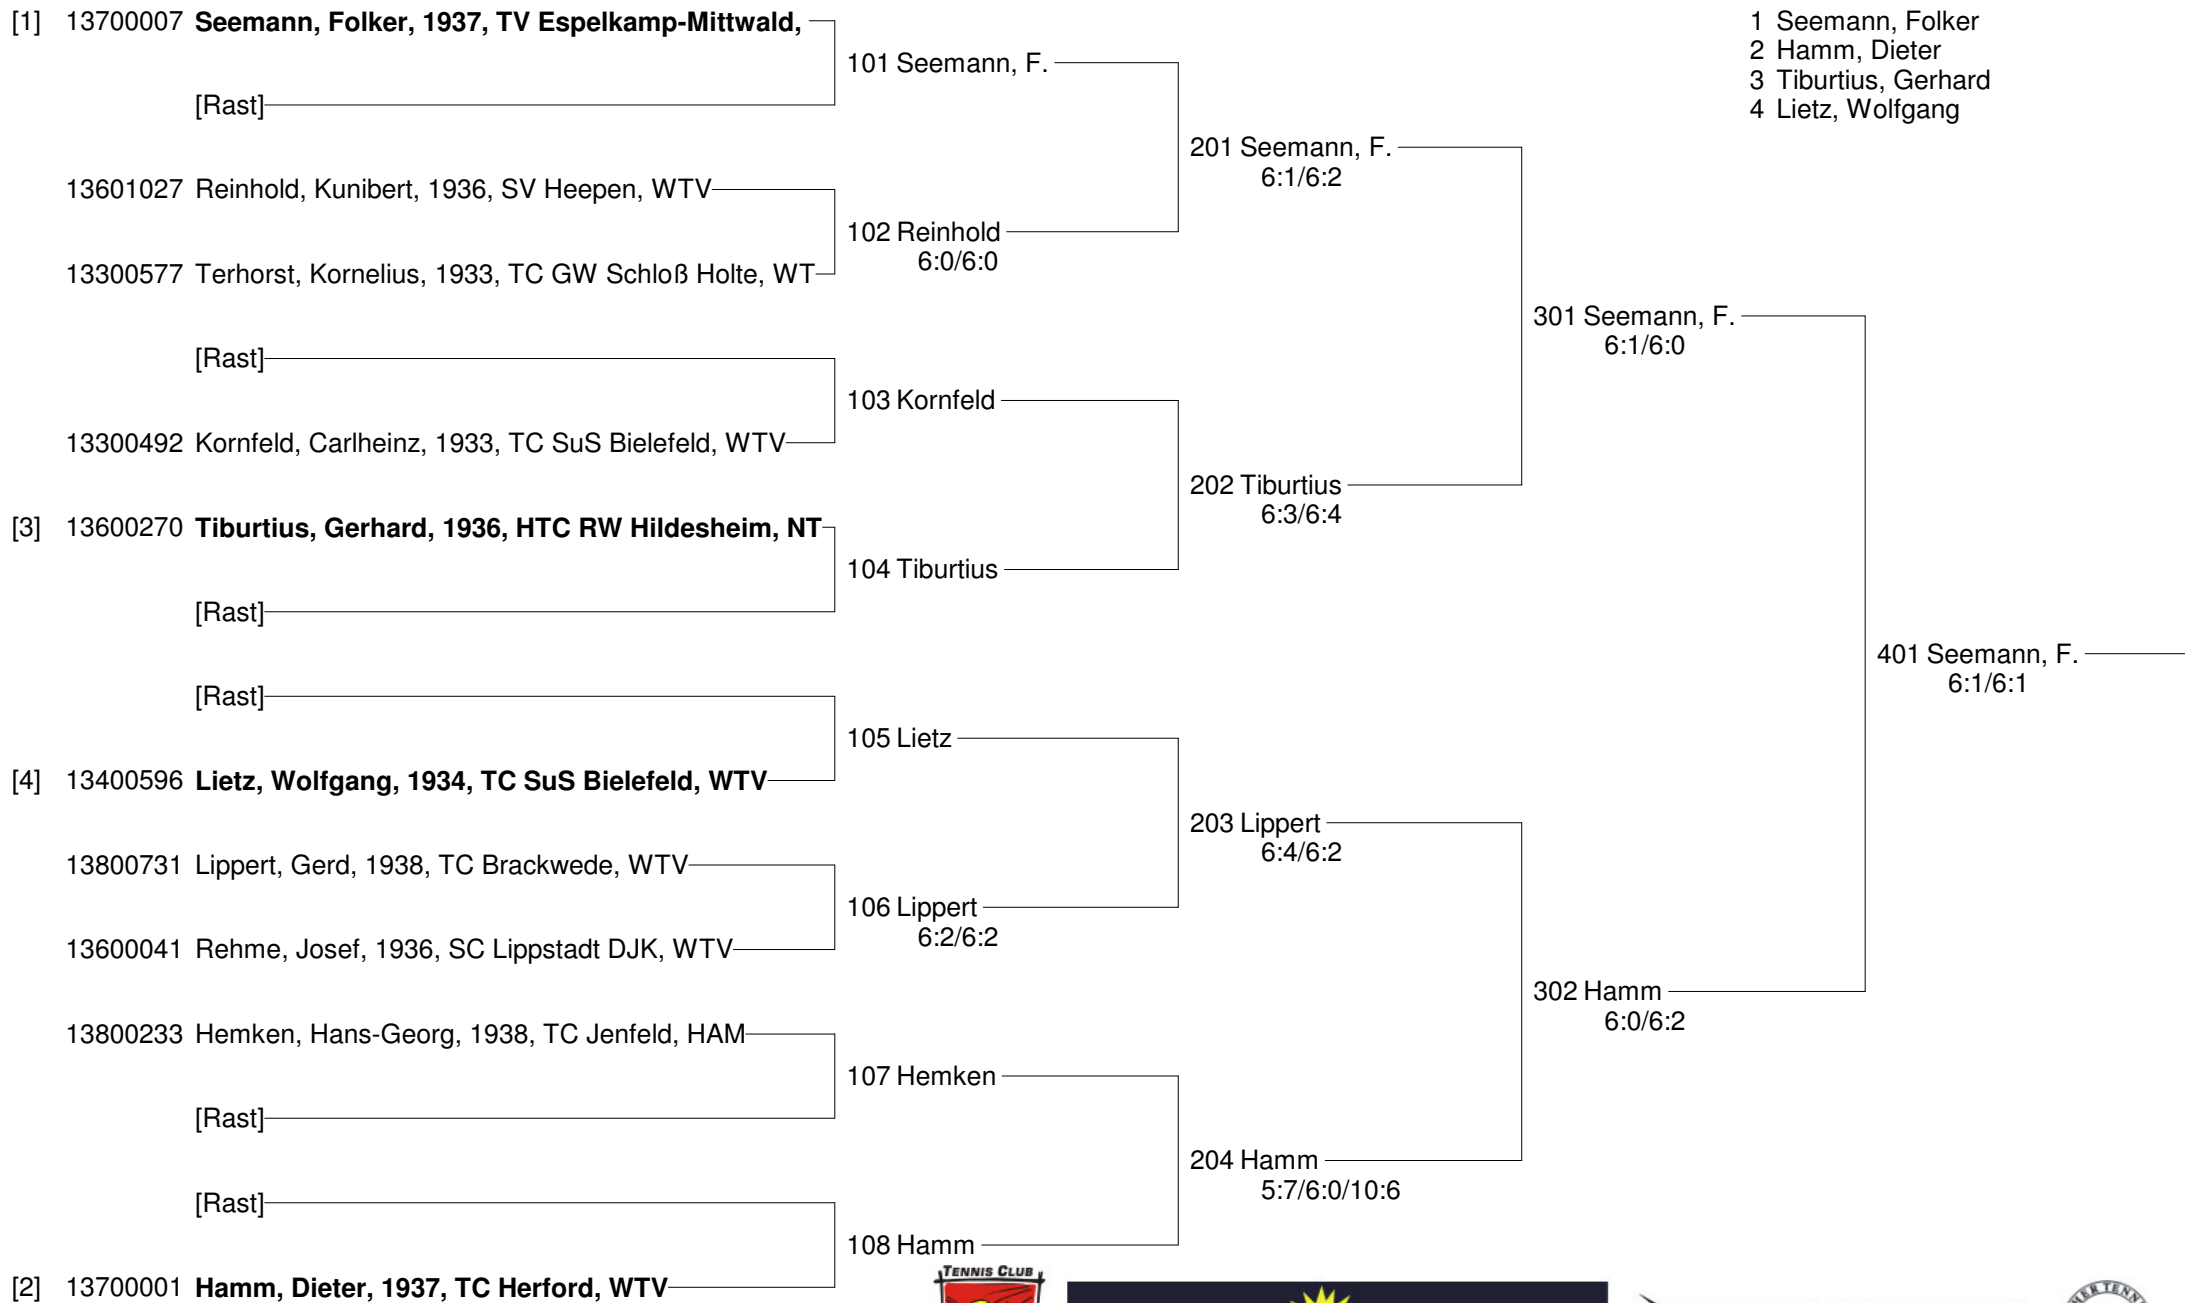 [1] 13700007 Seemann, Folker, 1937, TV Espelkamp-Mittwald,
[Rast]
13601027 Reinhold, Kunibert, 1936, SV Heepen, WTV
13300577 Terhorst, Kornelius, 1933, TC GW Schloß Holte, WT
[Rast]
13300492 Kornfeld, Carlheinz, 1933, TC SuS Bielefeld, WTV
[3] 13600270 Tiburtius, Gerhard, 1936, HTC RW Hildesheim, NT
[Rast]
[Rast]
[4] 13400596 Lietz, Wolfgang, 1934, TC SuS Bielefeld, WTV
13800731 Lippert, Gerd, 1938, TC Brackwede, WTV
13600041 Rehme, Josef, 1936, SC Lippstadt DJK, WTV
13800233 Hemken, Hans-Georg, 1938, TC Jenfeld, HAM
[Rast]
[Rast]
[2] 13700001 Hamm, Dieter, 1937, TC Herford, WTV
101 Seemann, F.
102 Reinhold
6:0/6:0
103 Kornfeld
104 Tiburtius
105 Lietz
106 Lippert
6:2/6:2
107 Hemken
108 Hamm
201 Seemann, F.
6:1/6:2
202 Tiburtius
6:3/6:4
203 Lippert
6:4/6:2
204 Hamm
5:7/6:0/10:6
301 Seemann, F.
6:1/6:0
302 Hamm
6:0/6:2
401 Seemann, F.
6:1/6:1
1 Seemann, Folker
2 Hamm, Dieter
3 Tiburtius, Gerhard
4 Lietz, Wolfgang
TENNIS CLUB